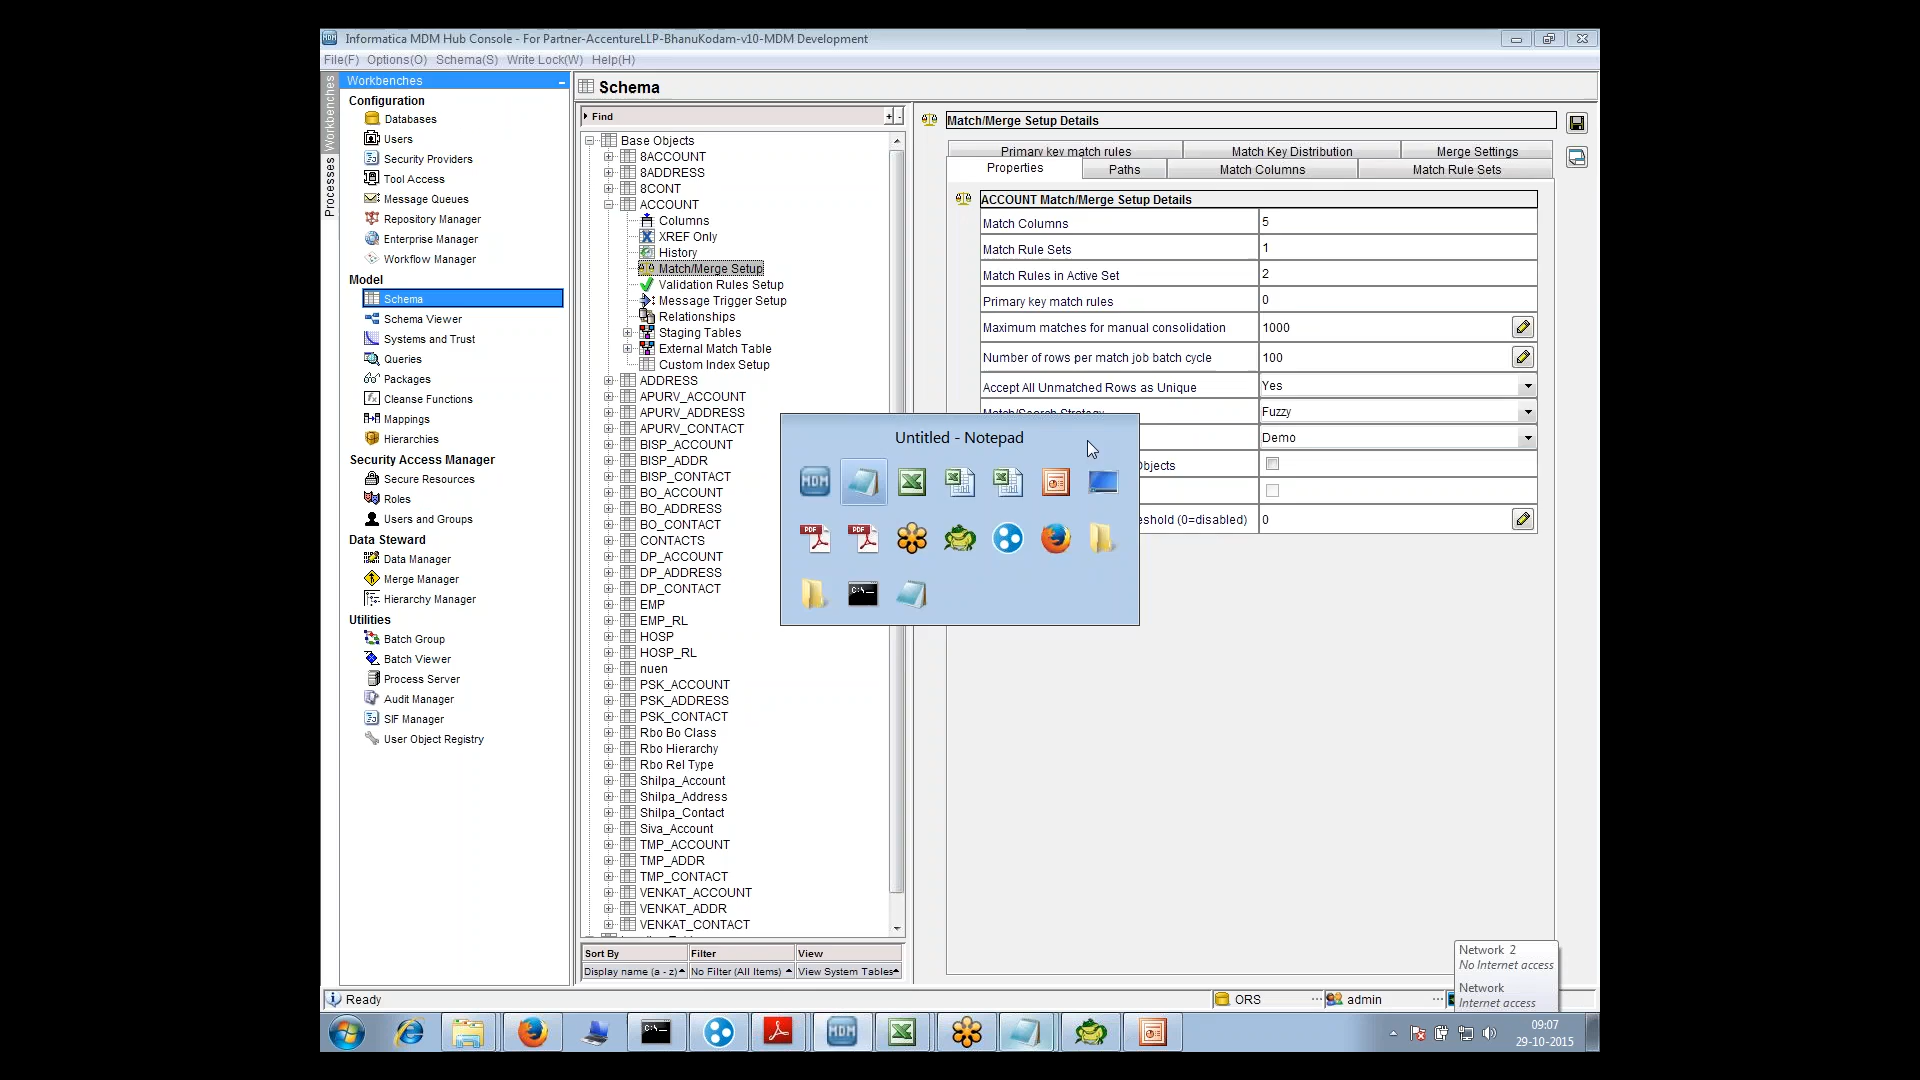 Informatica MDM Hub Console - For Partner-AccentureLLP-BhanuKodam-v10-MDM Development
File(F) Options(O) Schema(S) Write Lock(W) Help(H)
Workbenches
Processes
Workbenches
Configuration
Databases
Users
Security Providers
Tool Access
Message Queues
Repository Manager
Enterprise Manager
Workflow Manager
Model
Schema
Schema Viewer
Systems and Trust
Queries
Packages
Cleanse Functions
Mappings
Hierarchies
Security Access Manager
Secure Resources
Roles
Users and Groups
Data Steward
Data Manager
Merge Manager
Hierarchy Manager
Utilities
Batch Group
Batch Viewer
Process Server
Audit Manager
SIF Manager
User Object Registry
Schema
Find
Base Objects
8ACCOUNT
8ADDRESS
8CONT
ACCOUNT
Columns
XREF Only
History
Match/Merge Setup
Validation Rules Setup
Message Trigger Setup
Relationships
Staging Tables
External Match Table
Custom Index Setup
ADDRESS
APURV_ACCOUNT
APURV_ADDRESS
APURV_CONTACT
BISP_ACCOUNT
BISP_ADDR
BISP_CONTACT
BO_ACCOUNT
BO_ADDRESS
BO_CONTACT
CONTACTS
DP_ACCOUNT
DP_ADDRESS
DP_CONTACT
EMP
EMP_RL
HOSP
HOSP_RL
nuen
PSK_ACCOUNT
PSK_ADDRESS
PSK_CONTACT
Rbo Bo Class
Rbo Hierarchy
Rbo Rel Type
Shilpa_Account
Shilpa_Address
Shilpa_Contact
Siva_Account
TMP_ACCOUNT
TMP_ADDR
TMP_CONTACT
VENKAT_ACCOUNT
VENKAT_ADDR
VENKAT_CONTACT
Sort By Filter View
Display name (a - z) No Filter (All Items) View System Tables
Match/Merge Setup Details
Primary key match rules Match Key Distribution Merge Settings
Properties Paths Match Columns Match Rule Sets
ACCOUNT Match/Merge Setup Details
Match Columns 5
Match Rule Sets 1
Match Rules in Active Set 2
Primary key match rules 0
Maximum matches for manual consolidation 1000
Number of rows per match job batch cycle 100
Accept All Unmatched Rows as Unique Yes
Match/Search Strategy Fuzzy
Demo
bjects
eshold (0=disabled) 0
Untitled - Notepad
MDM
PDF
PDF
C:\
Network 2
No Internet access
Network
Internet access
Ready
ORS
admin
C:\
MDM
09:07
29-10-2015